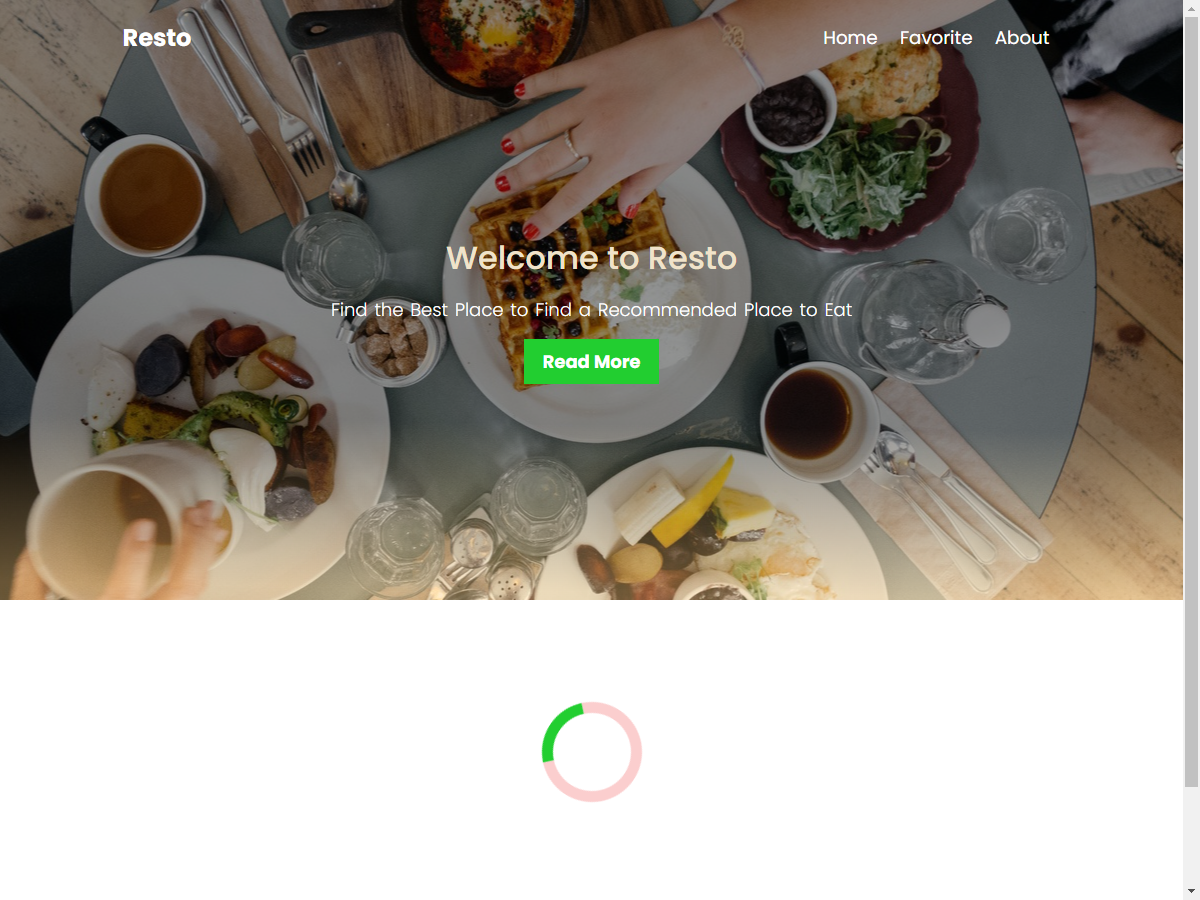 Resto
Home Favorite About
Welcome to Resto
Find the Best Place to Find a Recommended Place to Eat
Read More